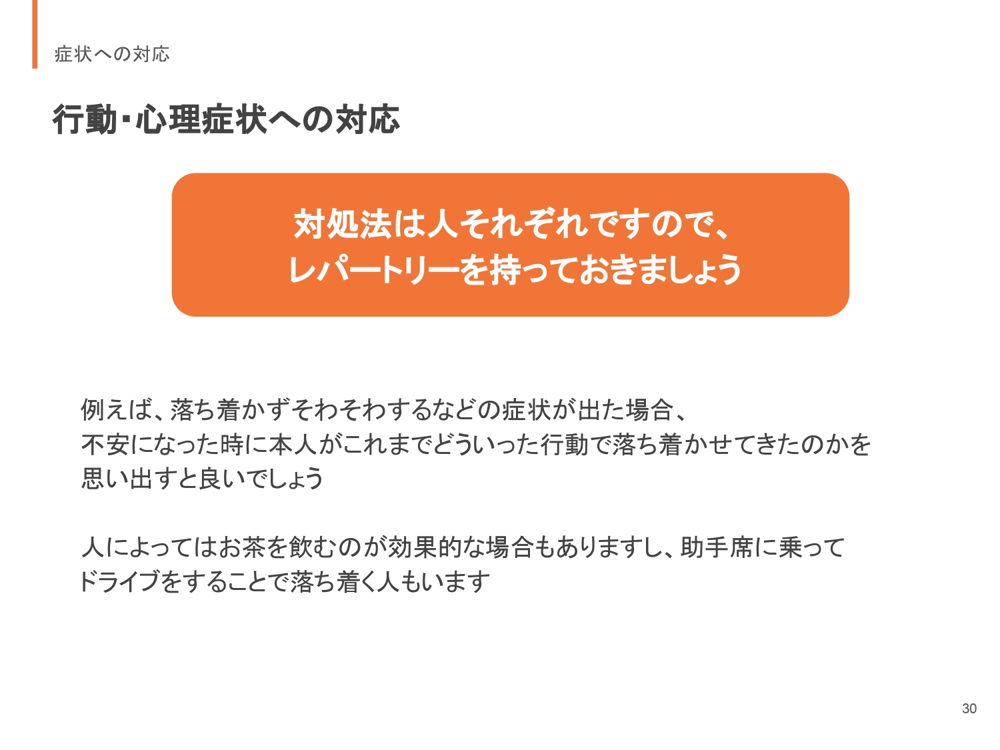 症状への対応
行動・心理症状への対応
対処法は人それぞれですので、
レパートリーを持っておきましょう
例えば、落ち着かずそわそわするなどの症状が出た場合、
不安になった時に本人がこれまでどういった行動で落ち着かせてきたのかを
思い出すと良いでしょう
人によってはお茶を飲むのが効果的な場合もありますし、助手席に乗って
ドライブをすることで落ち着く人もいます
30